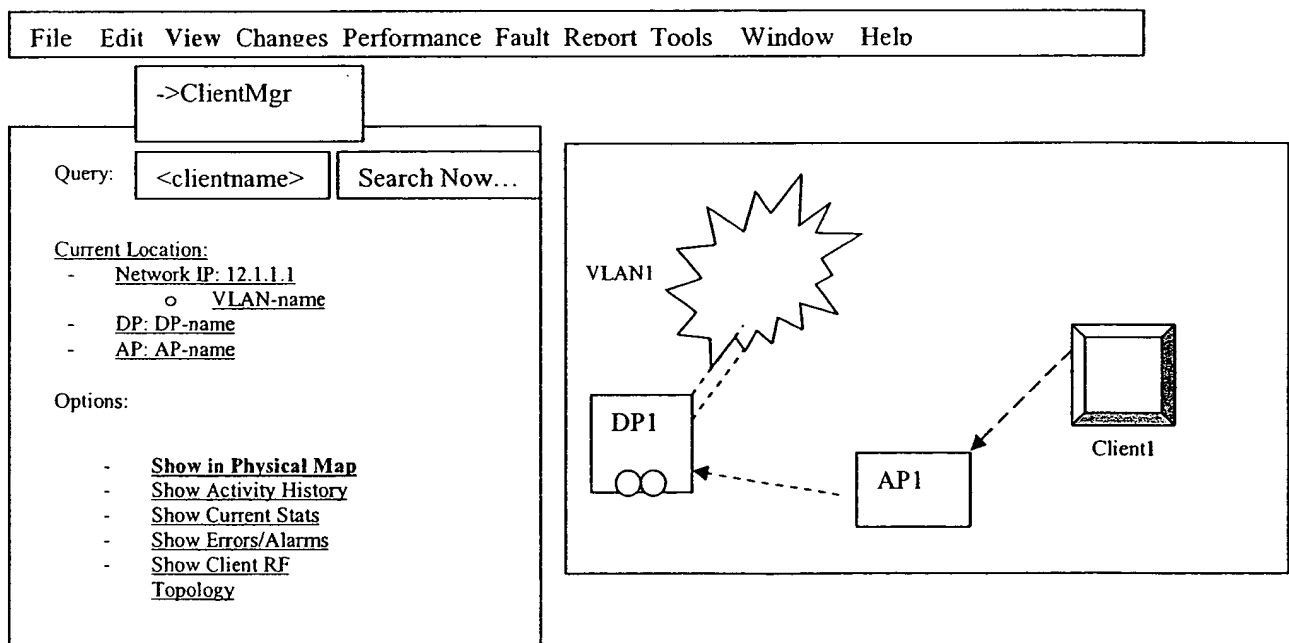 File Edit View Changes Performance Fault Report Tools Window Help
->ClientMgr
Query: <clientname> Search Now...
Current Location:
- Network IP: 12.1.1.1
o VLAN-name
- DP: DP-name
- AP: AP-name
Options:
- Show in Physical Map
- Show Activity History
- Show Current Stats
- Show Errors/Alarms
- Show Client RF
Topology
VLAN1
DP1
AP1
Client1